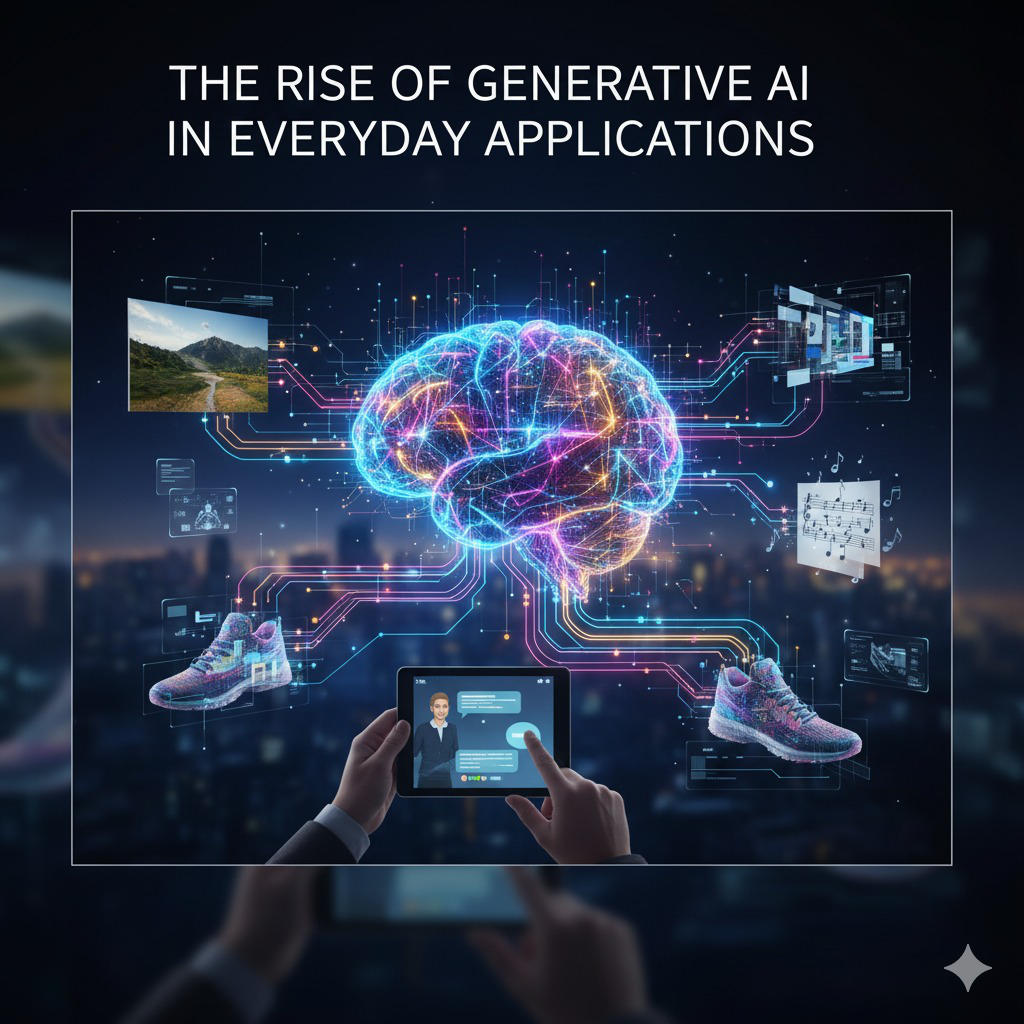 THE RISE OF GENERATIVE AI
IN EVERYDAY APPLICATIONS